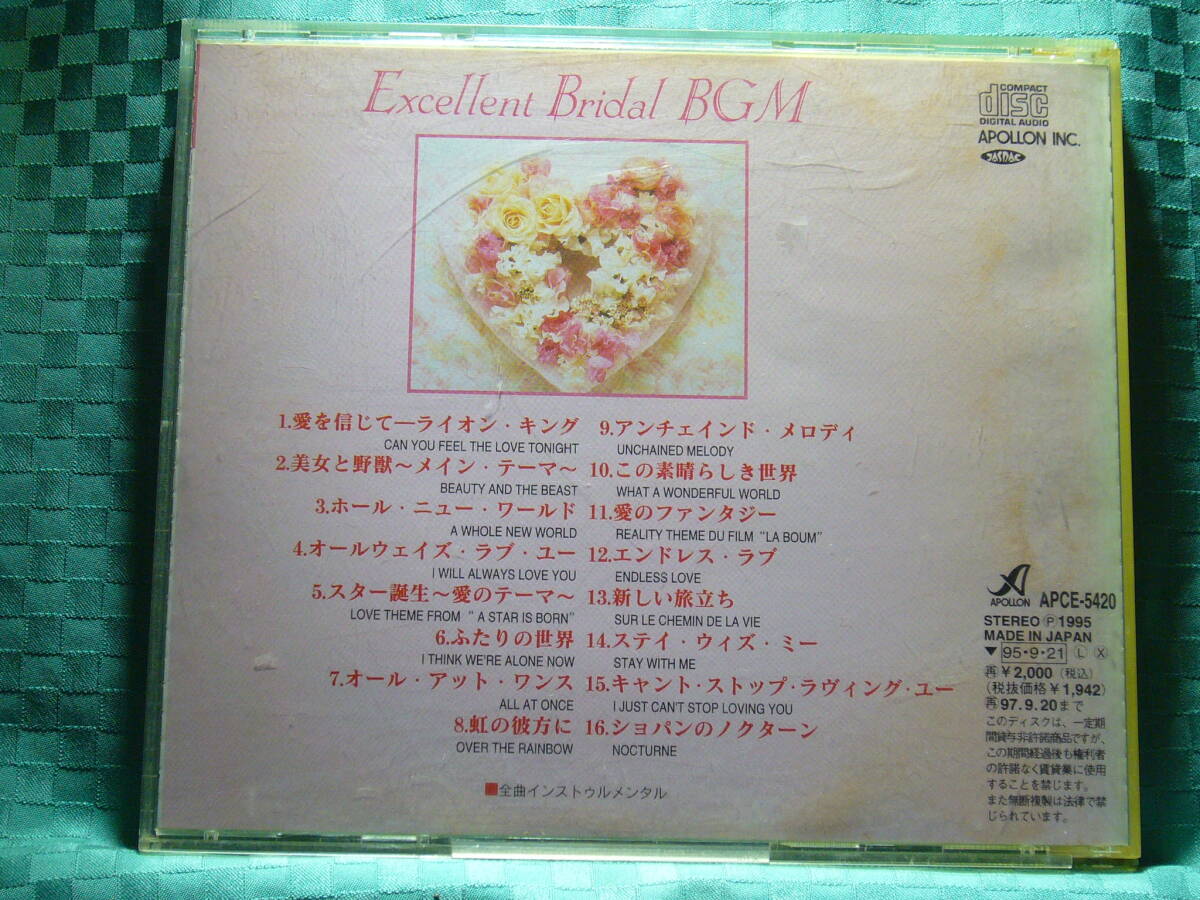 Excellent Bridal BGM
COMPACT
disc
DIGITAL AUDIO
APOLLON INC.
JASRAC
1.愛を信じて―ライオン・キング
CAN YOU FEEL THE LOVE TONIGHT
2.美女と野獣～メイン・テーマ～
BEAUTY AND THE BEAST
3.ホール・ニュー・ワールド
A WHOLE NEW WORLD
4.オールウェイズ・ラブ・ユー
I WILL ALWAYS LOVE YOU
5.スター誕生～愛のテーマ～
LOVE THEME FROM " A STAR IS BORN"
6.ふたりの世界
I THINK WE'RE ALONE NOW
7.オール・アット・ワンス
ALL AT ONCE
8.虹の彼方に
OVER THE RAINBOW
9.アンチェインド・メロディ
UNCHAINED MELODY
10.この素晴らしき世界
WHAT A WONDERFUL WORLD
11.愛のファンタジー
REALITY THEME DU FILM "LA BOUM"
12.エンドレス・ラブ
ENDLESS LOVE
13.新しい旅立ち
SUR LE CHEMIN DE LA VIE
14.ステイ・ウィズ・ミー
STAY WITH ME
15.キャント・ストップ・ラヴィング・ユー
I JUST CAN'T STOP LOVING YOU
16.ショパンのノクターン
NOCTURNE
■全曲インストゥルメンタル
APOLLON APCE-5420
STEREO Ⓟ1995
MADE IN JAPAN
▼95・9・21 Ⓛ Ⓧ
再¥2,000(税込)
(税抜価格¥1,942)
再97.9.20まで
このディスクは、一定期
間貸与非許諾商品ですが、
この期間経過後も権利者
の許諾なく賃貸業に使用
することを禁じます。
また無断複製は法律で禁
じられています。